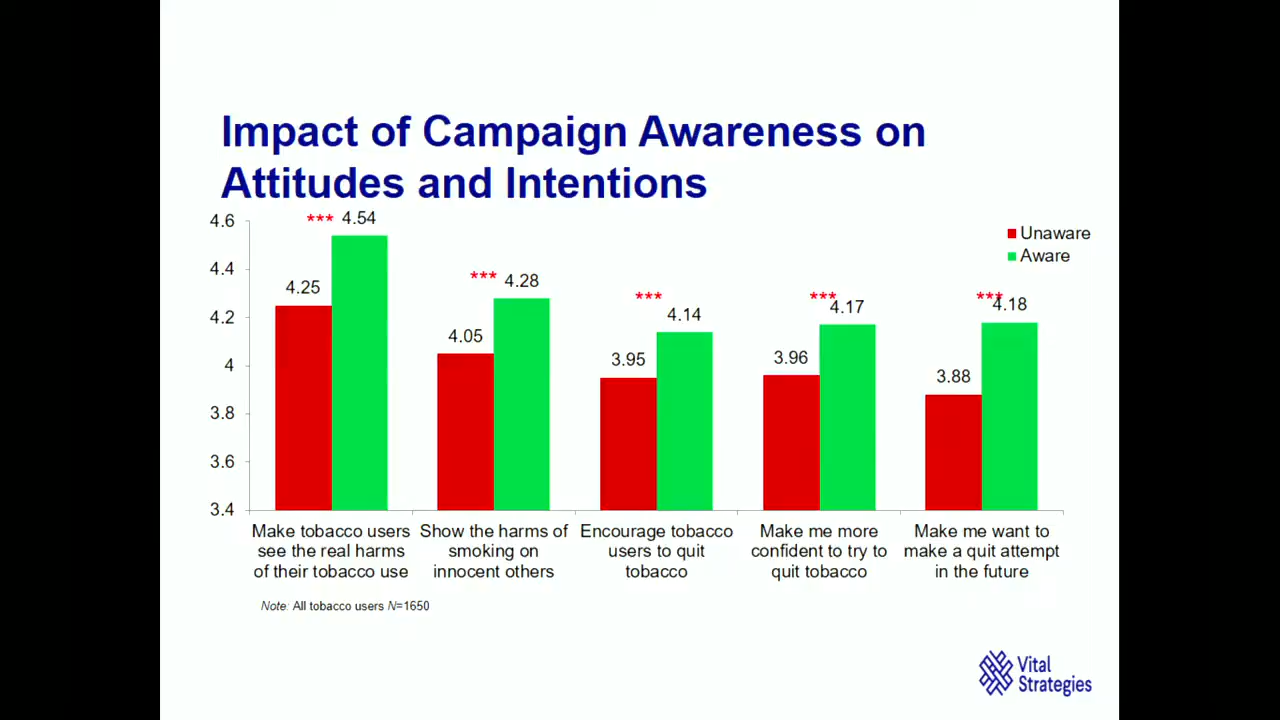 Impact of Campaign Awareness on
Attitudes and Intentions
4.6
4.4
4.2
4
3.8
3.6
3.4
*** 4.54
4.25
*** 4.28
4.05
***
4.14
3.95
***
4.17
3.96
***
4.18
3.88
Unaware
Aware
Make tobacco users
see the real harms
of their tobacco use
Show the harms of
smoking on
innocent others
Encourage tobacco
users to quit
tobacco
Make me more
confident to try to
quit tobacco
Make me want to
make a quit attempt
in the future
Note: All tobacco users N=1650
Vital
Strategies